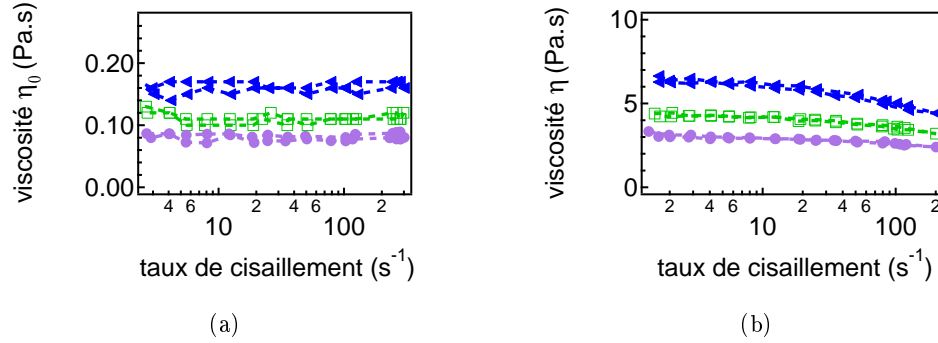 viscosité η₀ (Pa.s)
0.20
0.10
0.00
4 6 2 4 6 2
10 100
taux de cisaillement (s⁻¹)
(a)
viscosité η (Pa.s)
10
5
0
2 4 6 2 4 6 2
10 100
taux de cisaillement (s⁻¹)
(b)